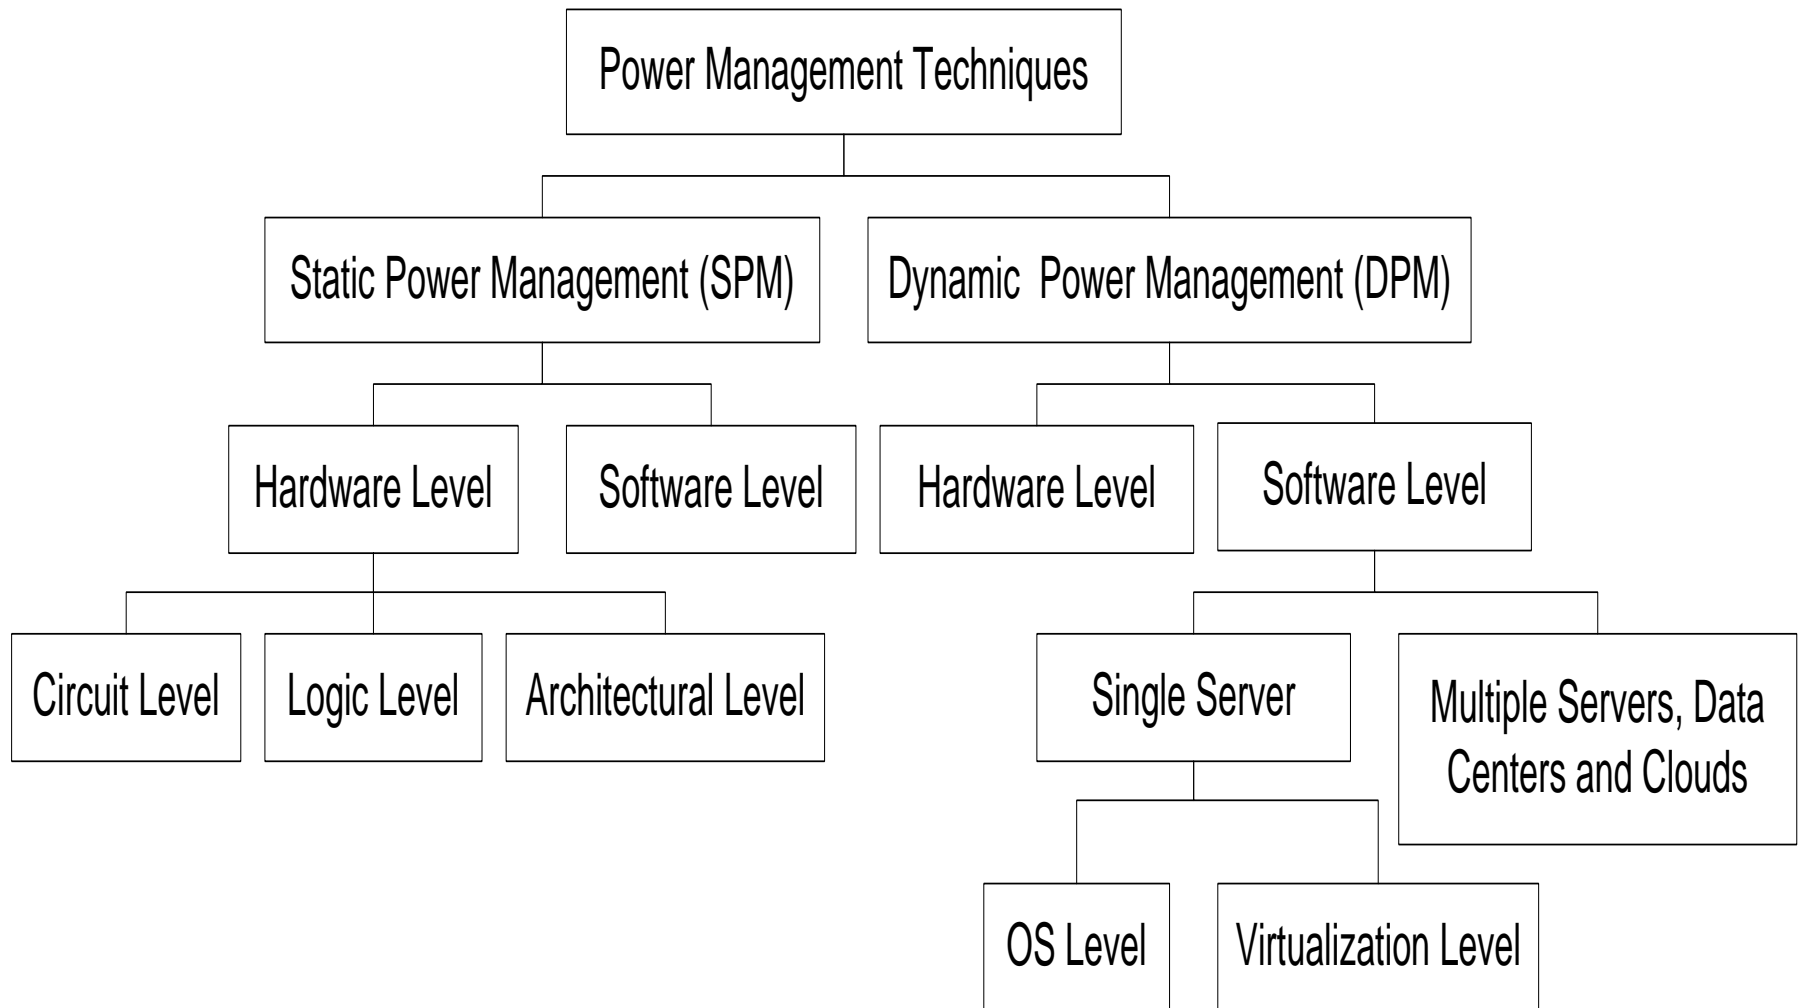 Power Management Techniques
Static Power Management (SPM)
Dynamic Power Management (DPM)
Hardware Level
Software Level
Hardware Level
Software Level
Circuit Level
Logic Level
Architectural Level
Single Server
Multiple Servers, Data
Centers and Clouds
OS Level
Virtualization Level